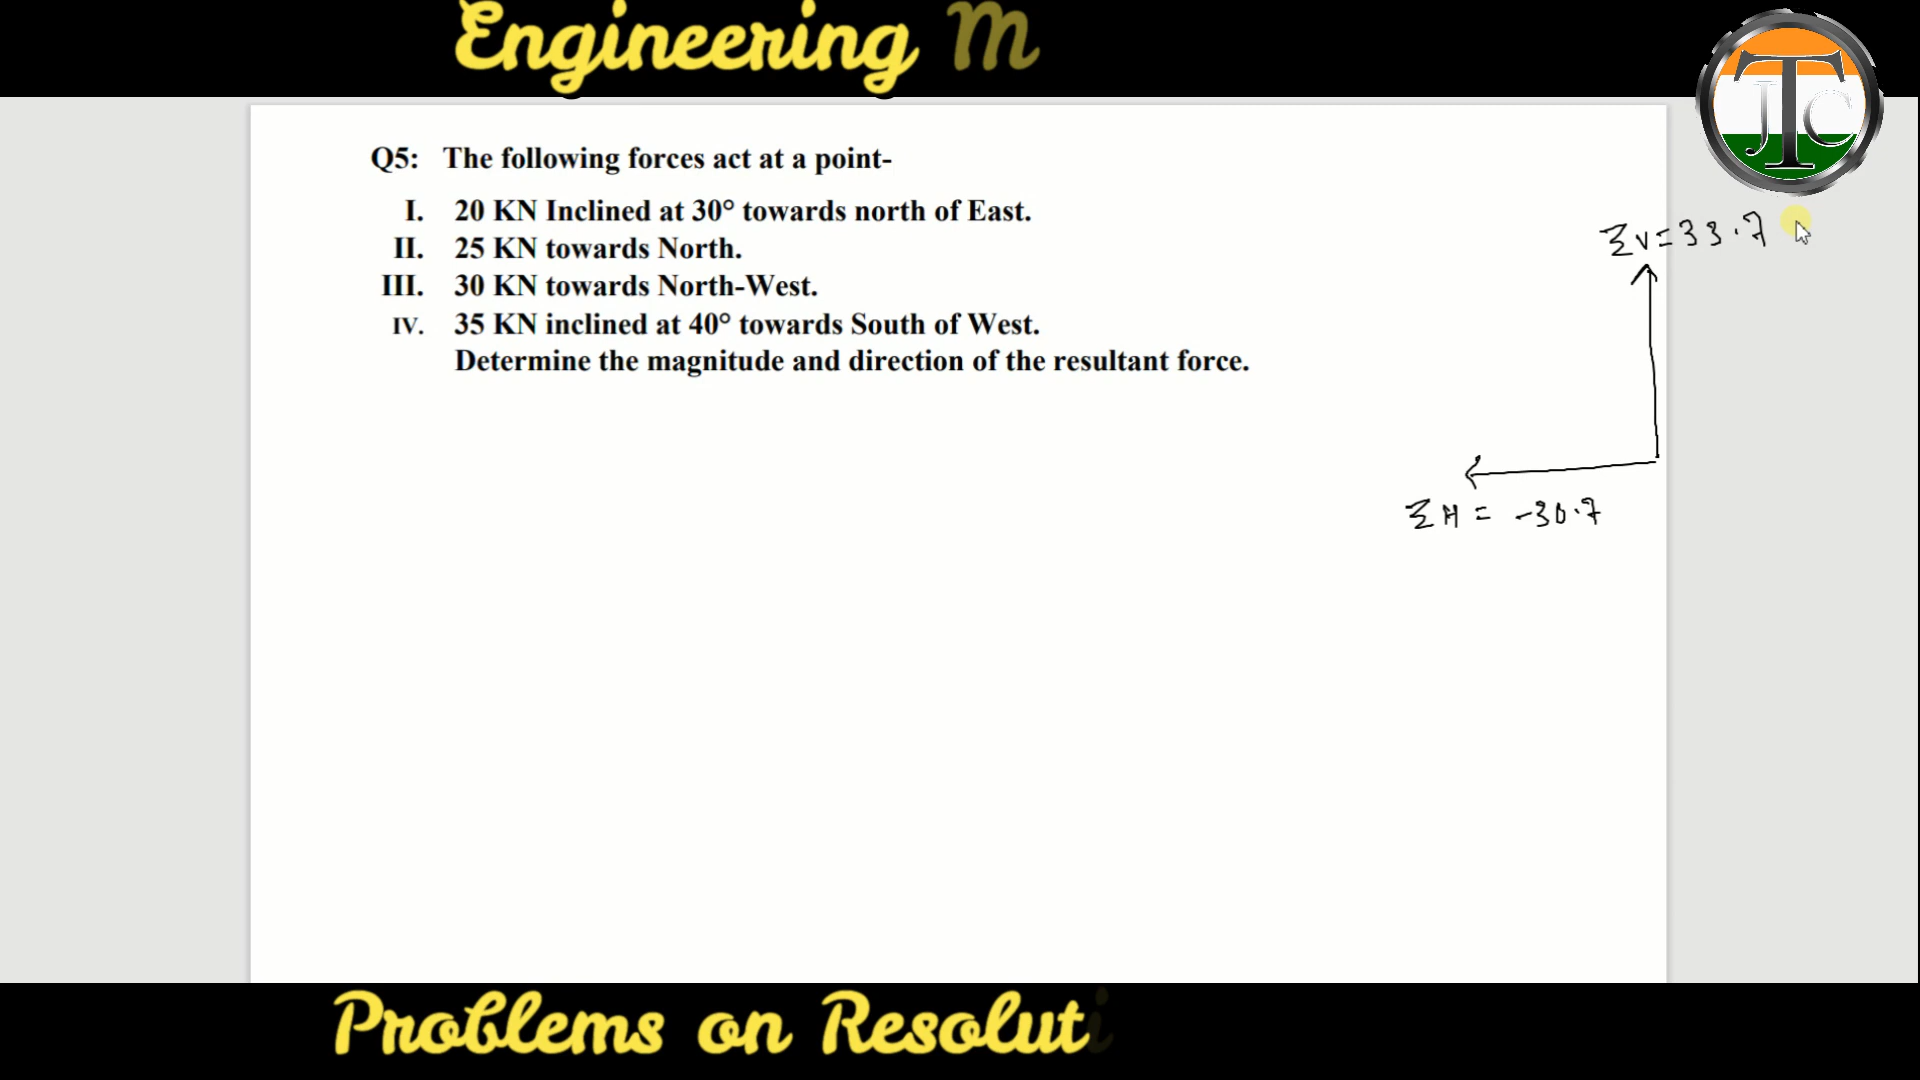 Engineering M
JTC
Q5: The following forces act at a point-
I. 20 KN Inclined at 30° towards north of East.
II. 25 KN towards North.
III. 30 KN towards North-West.
IV. 35 KN inclined at 40° towards South of West.
Determine the magnitude and direction of the resultant force.
ΣV=33.7
ΣH = -30.7
Problems on Resoluti